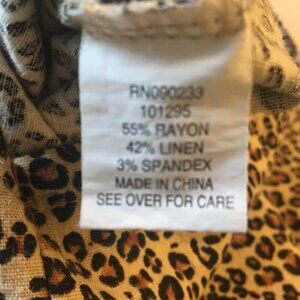 RN090233
101295
55% RAYON
42% LINEN
3% SPANDEX
MADE IN CHINA
SEE OVER FOR CARE